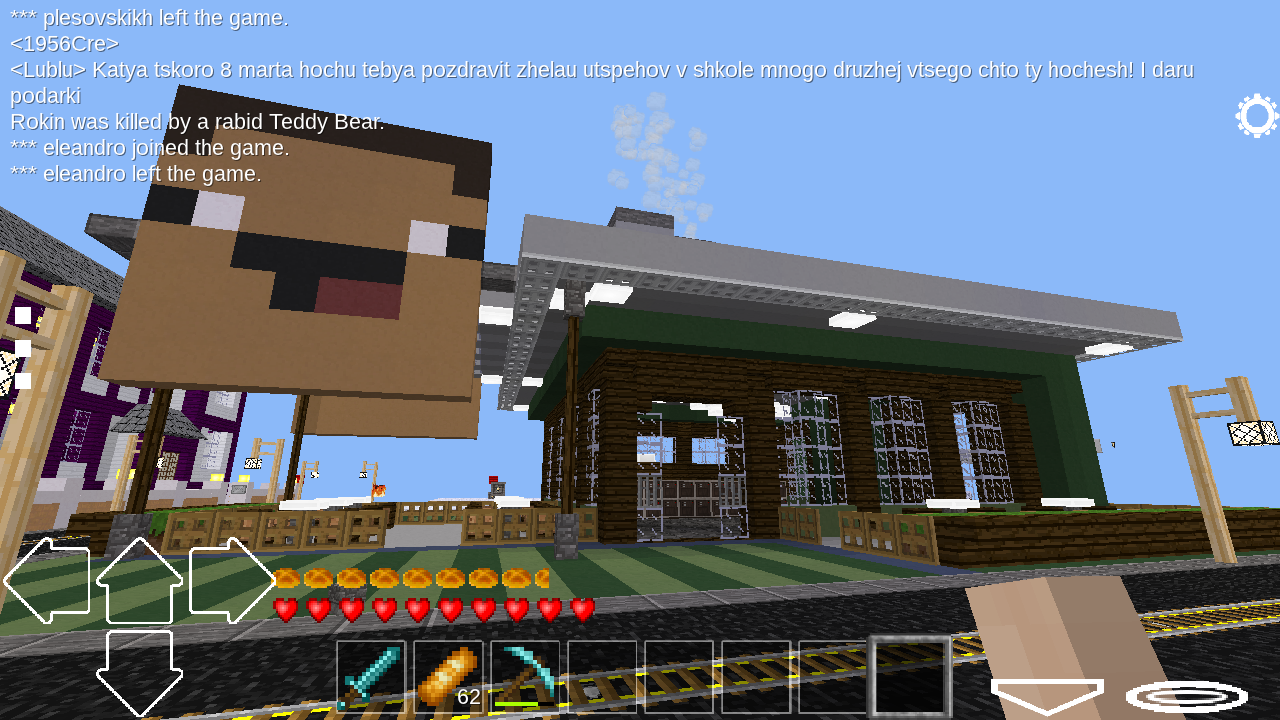 *** plesovskikh left the game.
<1956Cre>
<Lublu> Katya tskoro 8 marta hochu tebya pozdravit zhelau utspehov v shkole mnogo druzhej vtsego chto ty hochesh! I daru
podarki
Rokin was killed by a rabid Teddy Bear.
*** eleandro joined the game.
*** eleandro left the game.
62